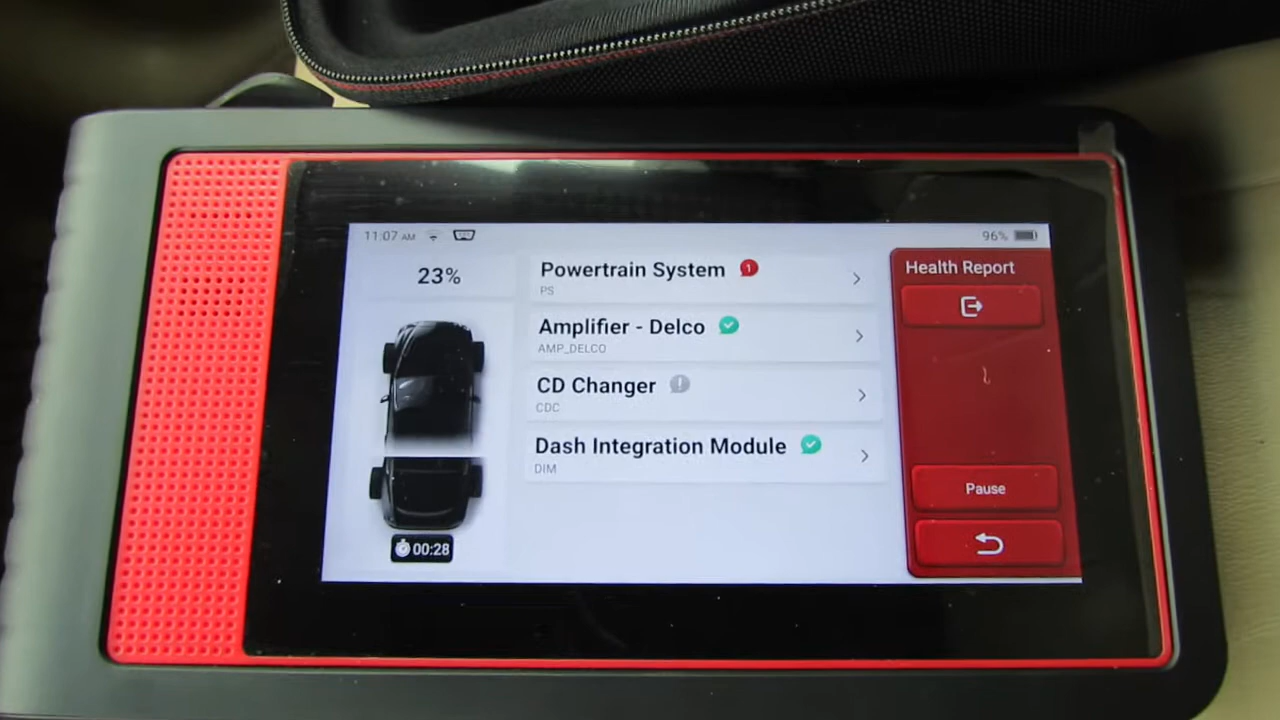 11:07 AM
96%
23%
00:28
Powertrain System 1
PS
Amplifier - Delco
AMP_DELCO
CD Changer
CDC
Dash Integration Module
DIM
Health Report
Pause